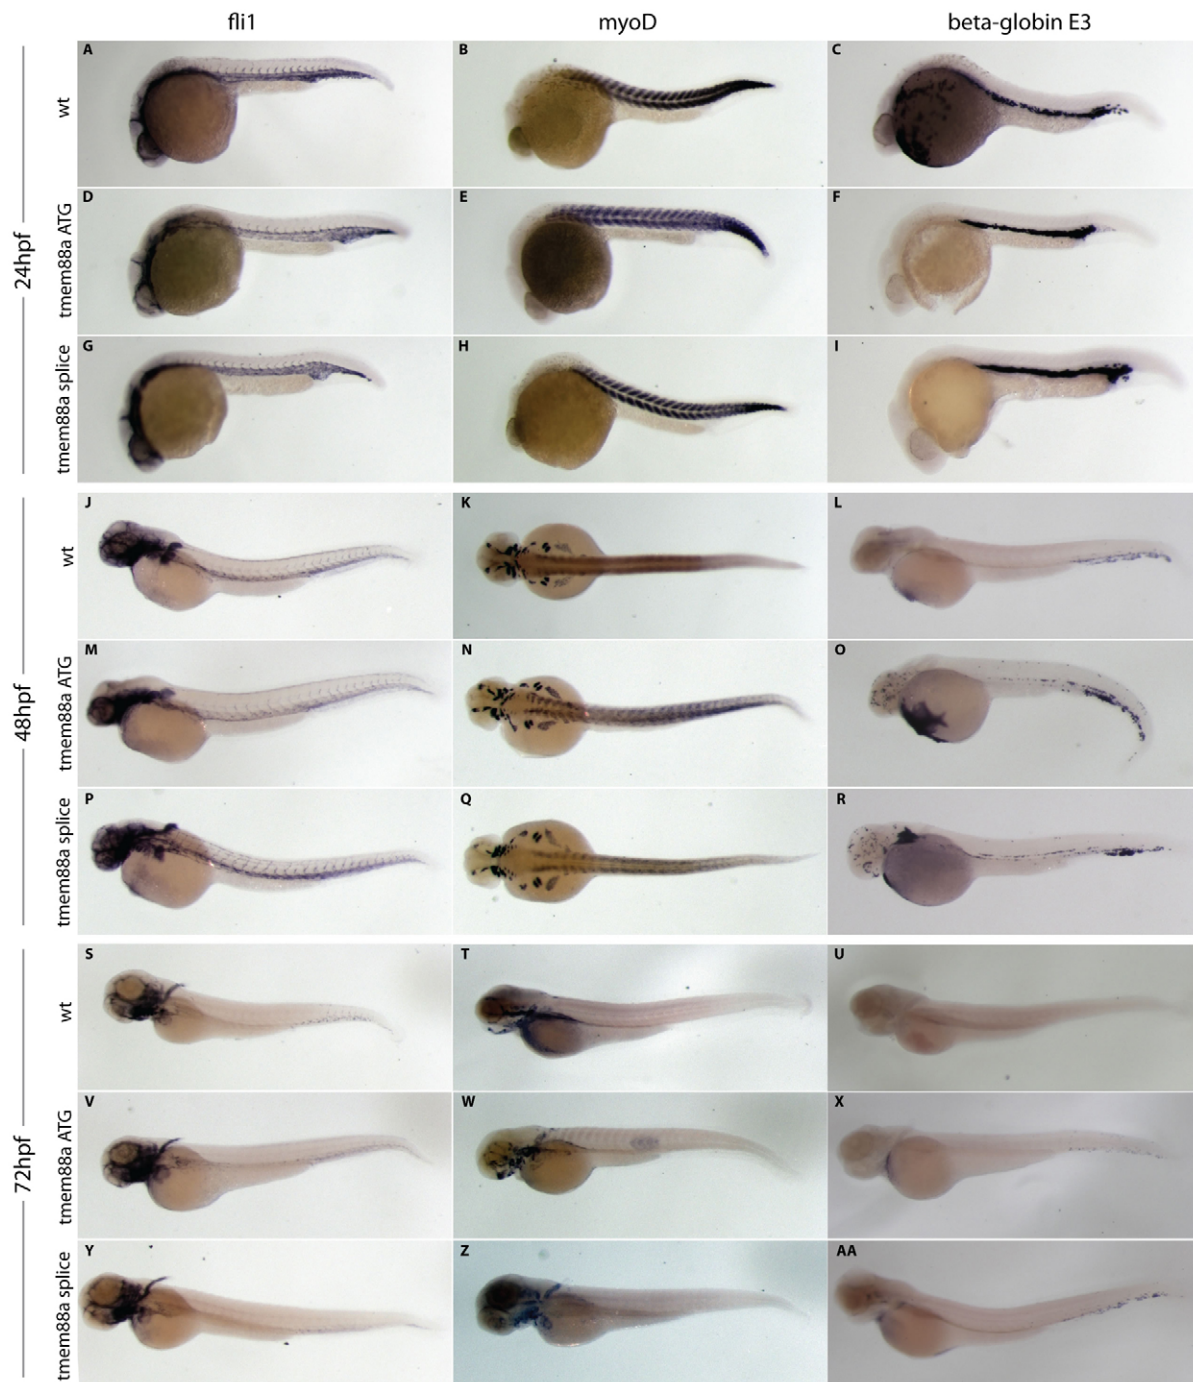 fli1 myoD beta-globin E3
24hpf
wt A B C
tmem88a ATG D E F
tmem88a splice G H I
48hpf
wt J K L
tmem88a ATG M N O
tmem88a splice P Q R
72hpf
wt S T U
tmem88a ATG V W X
tmem88a splice Y Z AA